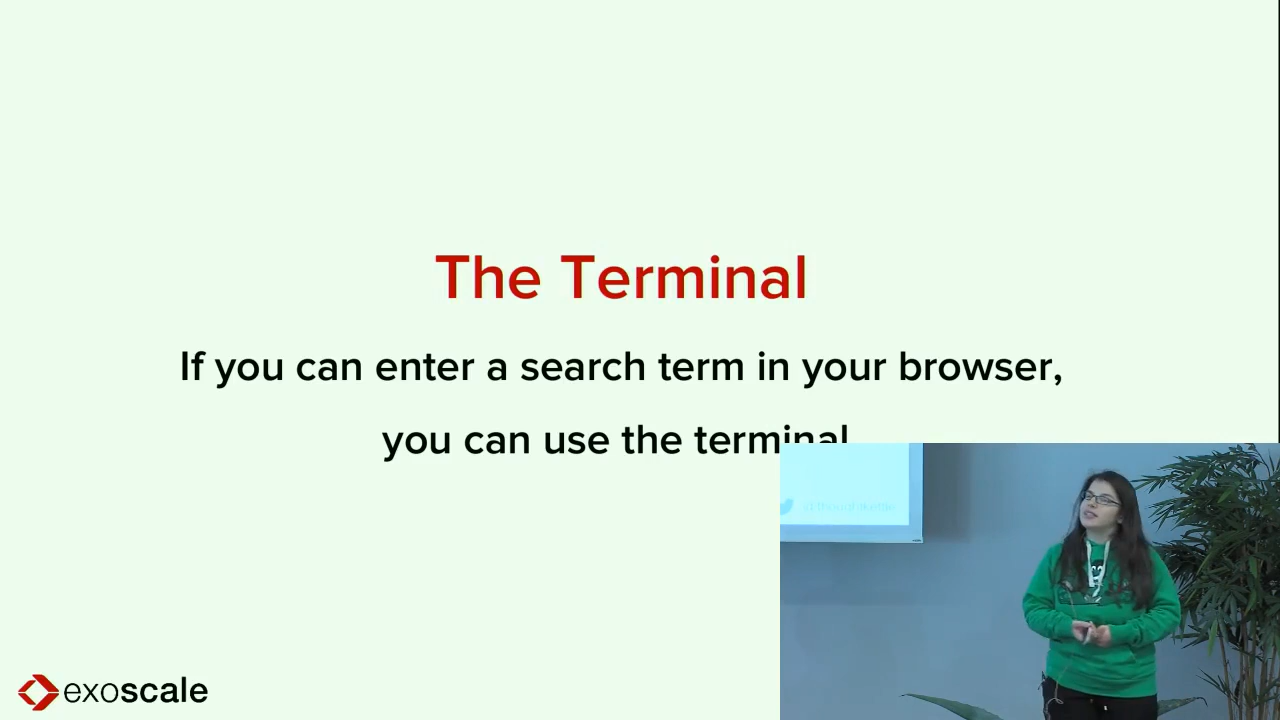 The Terminal
If you can enter a search term in your browser,
you can use the terminal
exoscale